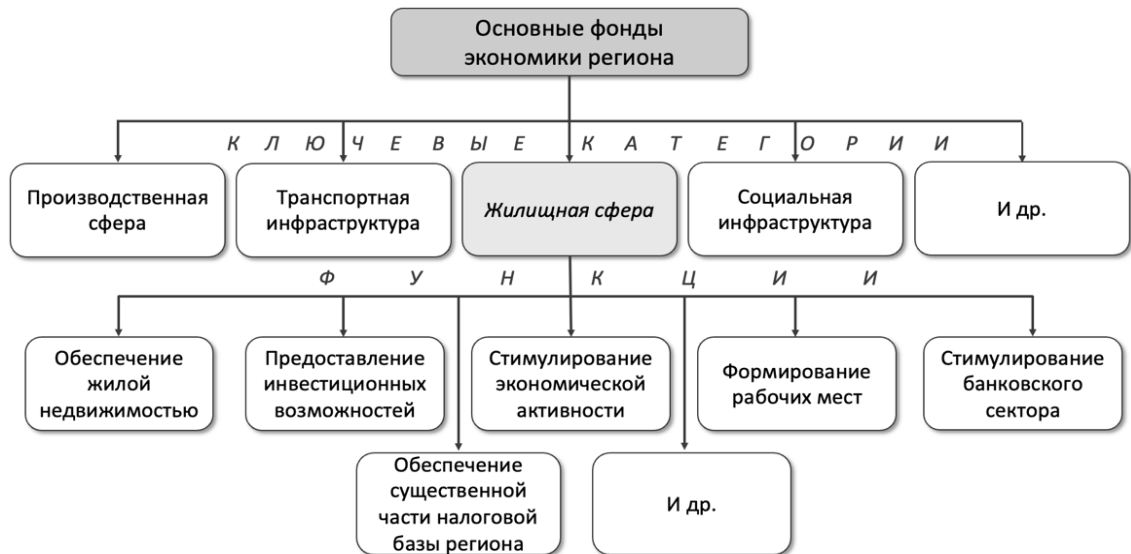 Основные фонды
экономики региона
К Л Ю Ч Е В Ы Е К А Т Е Г О Р И И
Производственная
сфера
Транспортная
инфраструктура
Жилищная сфера
Социальная
инфраструктура
И др.
Ф У Н К Ц И И
Обеспечение
жилой
недвижимостью
Предоставление
инвестиционных
возможностей
Стимулирование
экономической
активности
Формирование
рабочих мест
Стимулирование
банковского
сектора
Обеспечение
существенной
части налоговой
базы региона
И др.